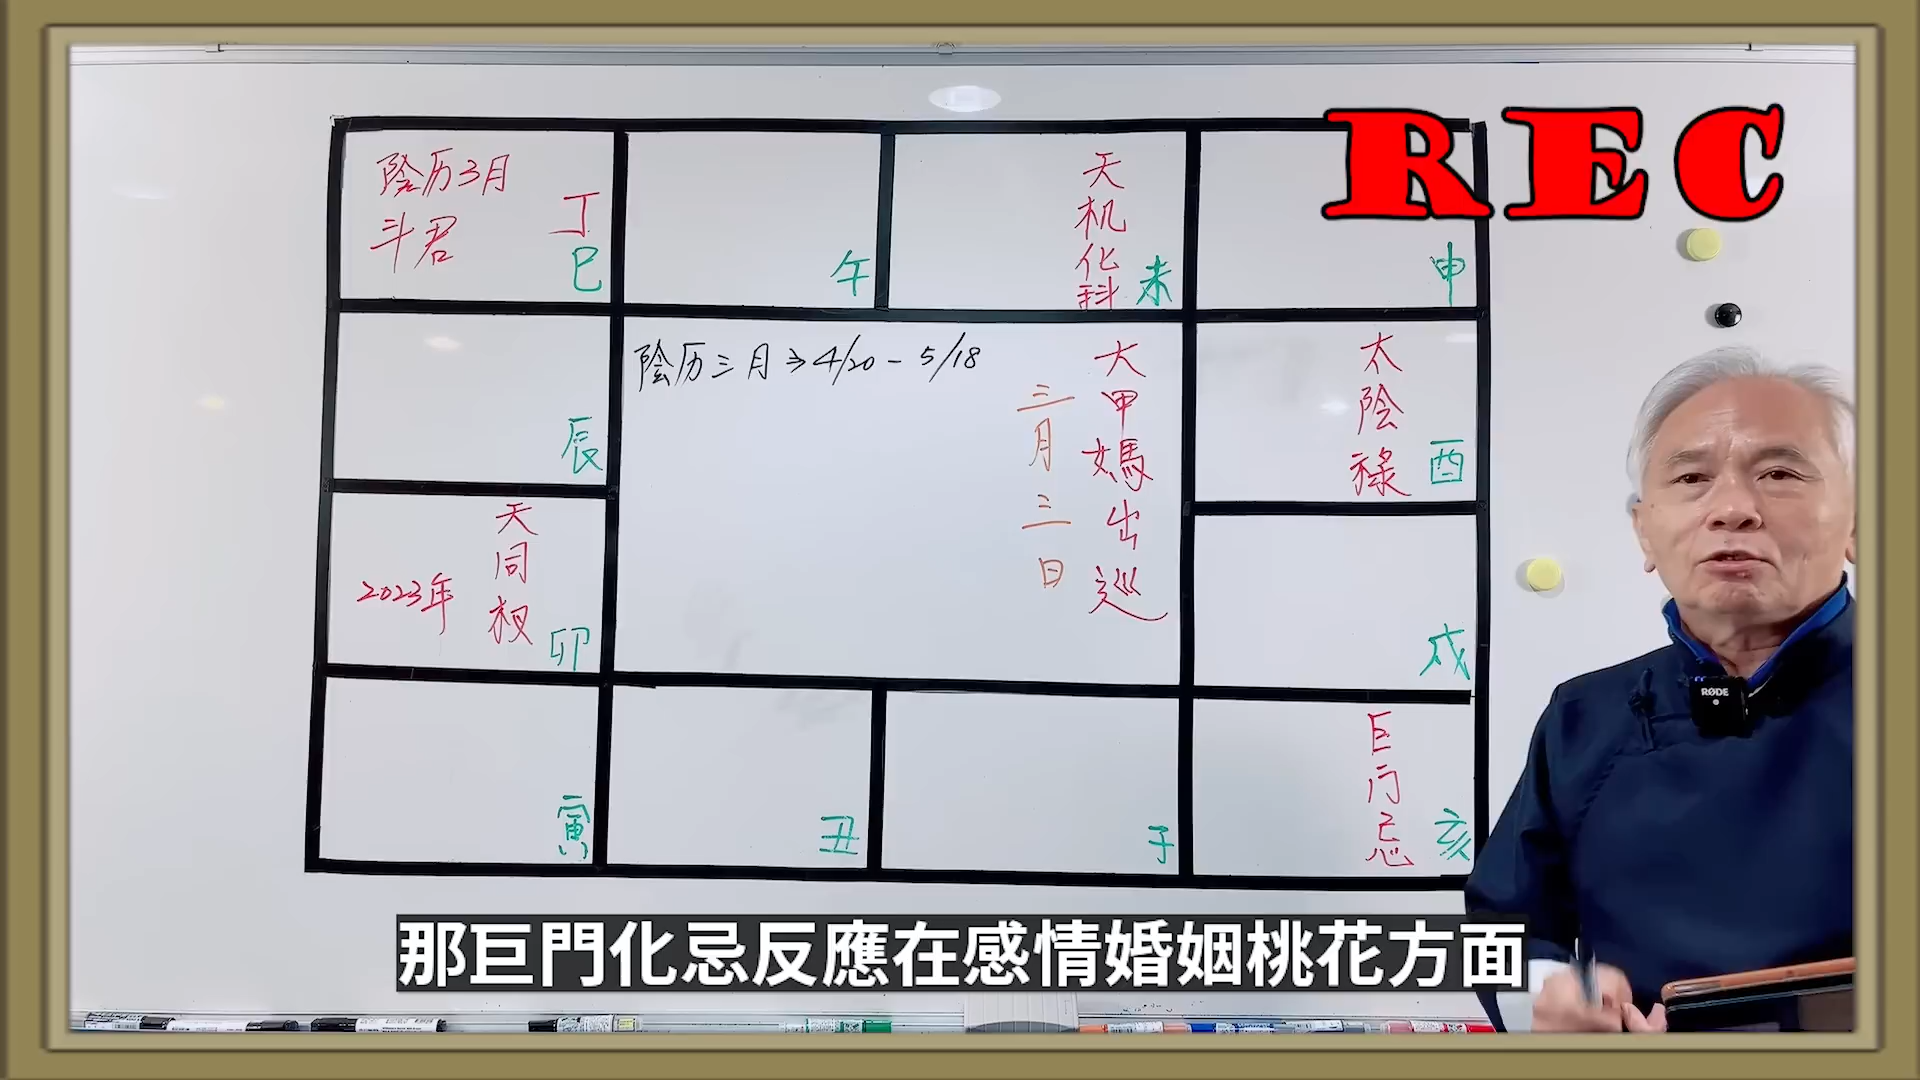 REC
陰历3月
斗君
丁
巳
午
天机化科
未
申
陰历三月→4/20-5/18
大甲媽出巡
三月三日
辰
太陰祿
酉
2023年
天同权
卯
戌
寅
丑
子
巨门忌
亥
RØDE
那巨門化忌反應在感情婚姻桃花方面